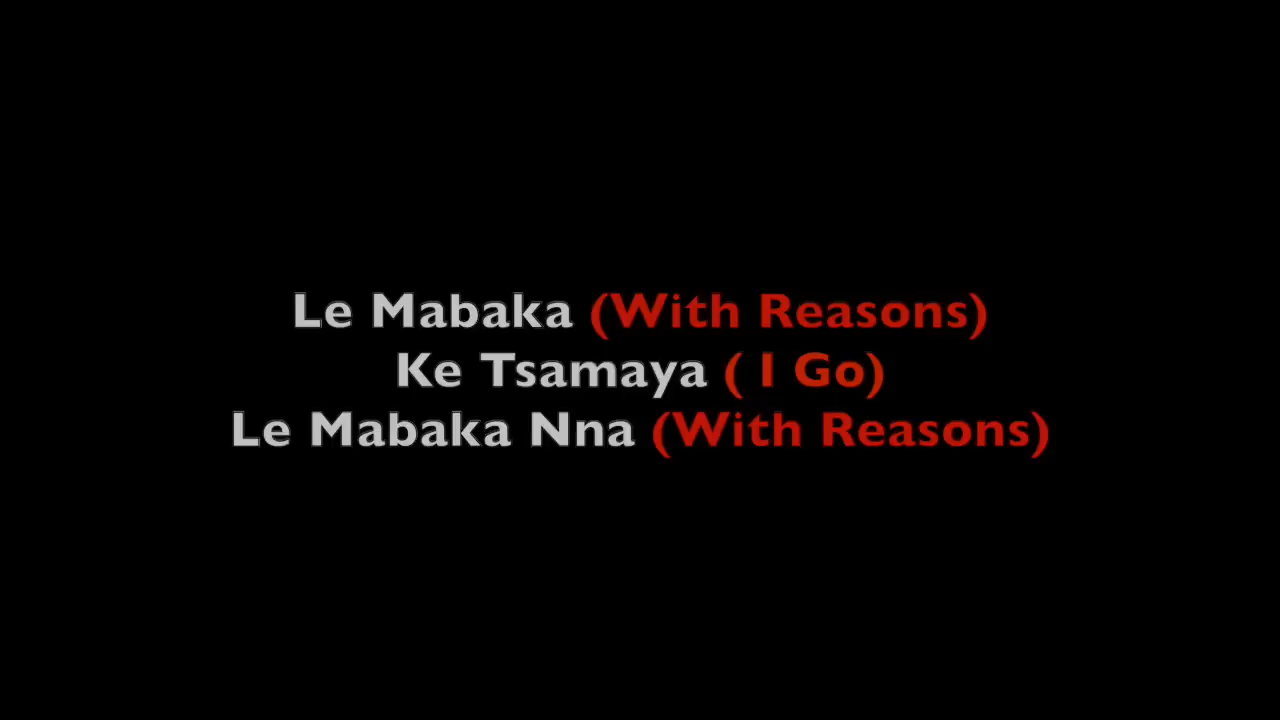 Le Mabaka (With Reasons)
Ke Tsamaya ( I Go)
Le Mabaka Nna (With Reasons)